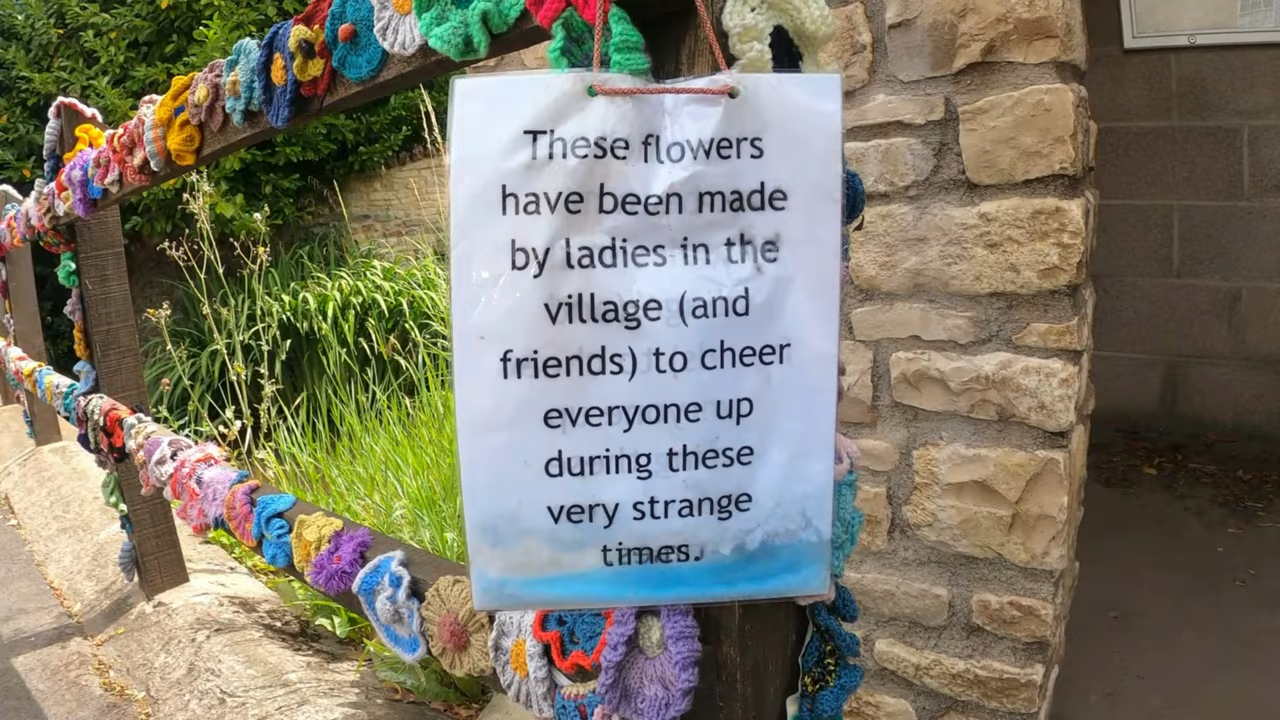 These flowers
have been made
by ladies in the
village (and
friends) to cheer
everyone up
during these
very strange
times.